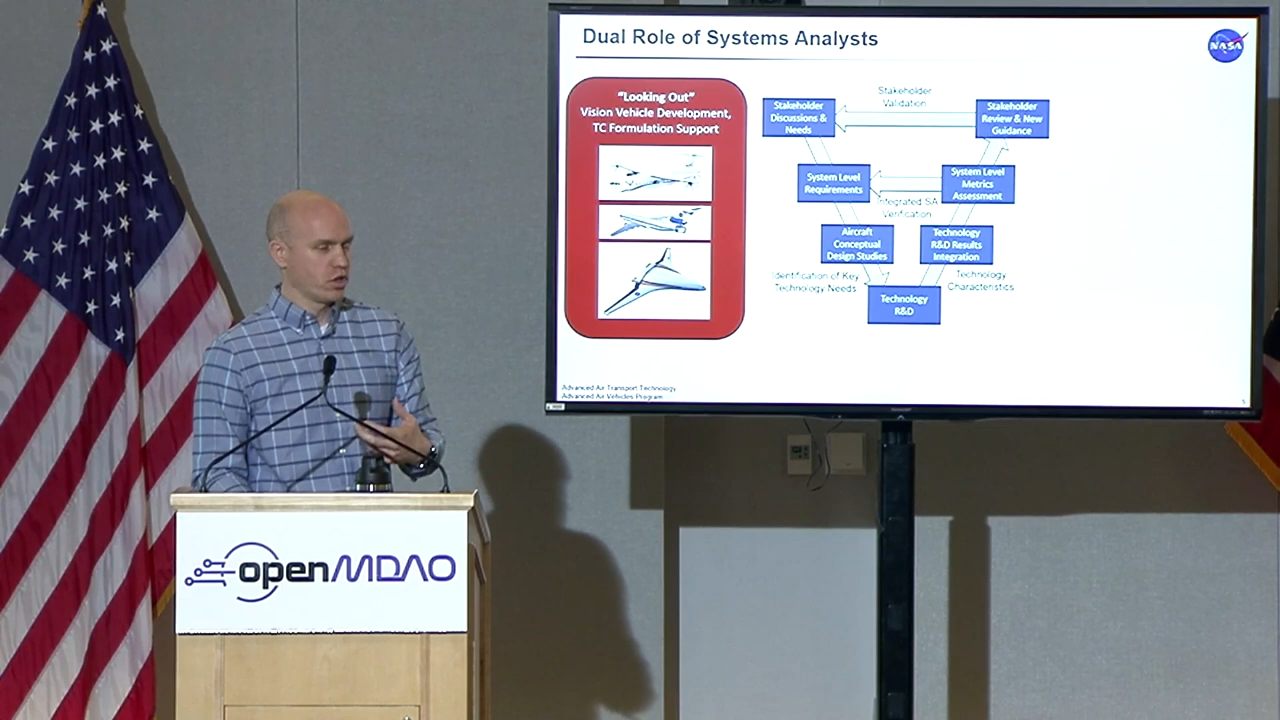 Dual Role of Systems Analysts
NASA
"Looking Out"
Vision Vehicle Development,
TC Formulation Support
Stakeholder
Validation
Stakeholder
Discussions &
Needs
Stakeholder
Review & New
Guidance
System Level
Requirements
System Level
Metrics
Assessment
Integrated SA
Verification
Aircraft
Conceptual
Design Studies
Technology
R&D Results
Integration
Identification of Key
Technology Needs
Technology
Characteristics
Technology
R&D
Advanced Air Transport Technology
Advanced Air Vehicles Program
openMDAO